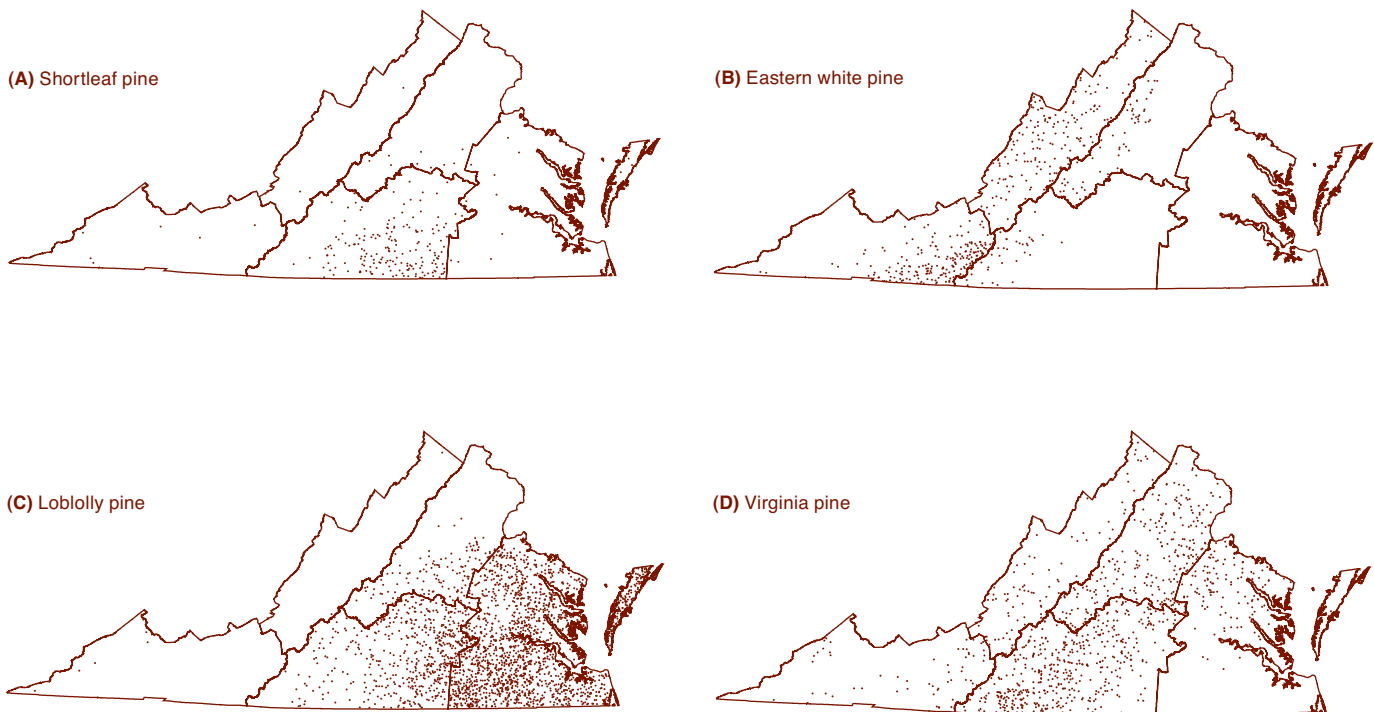 (A) Shortleaf pine
(B) Eastern white pine
(C) Loblolly pine
(D) Virginia pine